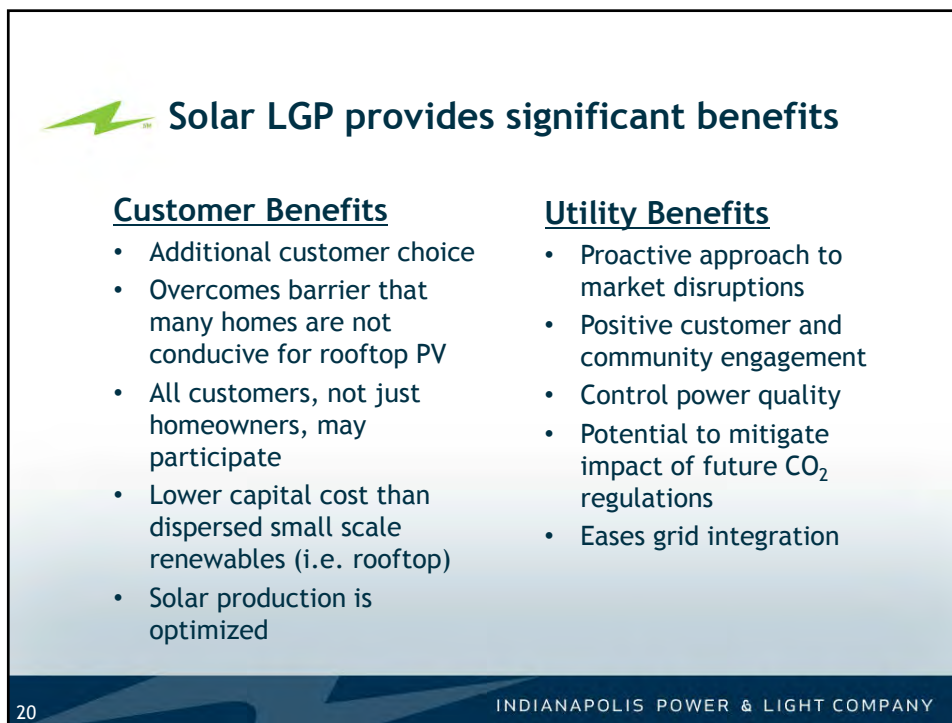 Solar LGP provides significant benefits
Customer Benefits
• Additional customer choice
• Overcomes barrier that
many homes are not
conducive for rooftop PV
• All customers, not just
homeowners, may
participate
• Lower capital cost than
dispersed small scale
renewables (i.e. rooftop)
• Solar production is
optimized
Utility Benefits
• Proactive approach to
market disruptions
• Positive customer and
community engagement
• Control power quality
• Potential to mitigate
impact of future CO₂
regulations
• Eases grid integration
20
INDIANAPOLIS POWER & LIGHT COMPANY